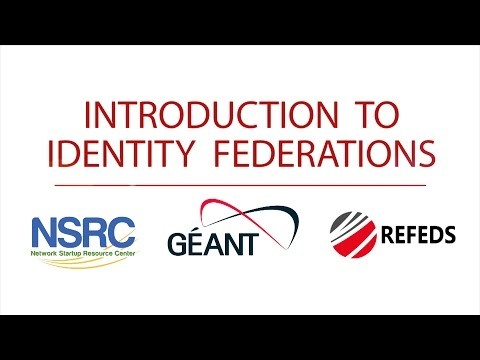 INTRODUCTION TO
IDENTITY FEDERATIONS
NSRC
Network Startup Resource Center
GÉANT
REFEDS